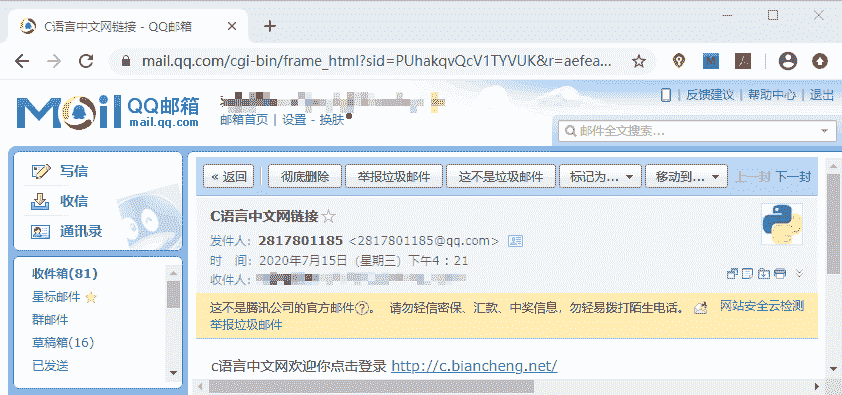 C语言中文网链接 - QQ邮箱
mail.qq.com/cgi-bin/frame_html?sid=PUhakqvQcV1TYVUK&r=aefea...
Mail QQ邮箱
mail.qq.com
邮箱首页 | 设置 - 换肤
反馈建议 | 帮助中心 | 退出
邮件全文搜索...
写信
收信
通讯录
收件箱(81)
星标邮件
群邮件
草稿箱(16)
已发送
« 返回 彻底删除 举报垃圾邮件 这不是垃圾邮件 标记为... 移动到... 上一封 下一封
C语言中文网链接
发件人：2817801185 <2817801185@qq.com>
时 间：2020年7月15日（星期三）下午4：21
收件人：
这不是腾讯公司的官方邮件?。 请勿轻信密保、汇款、中奖信息，勿轻易拨打陌生电话。 网站安全云检测
举报垃圾邮件
c语言中文网欢迎你点击登录 http://c.biancheng.net/